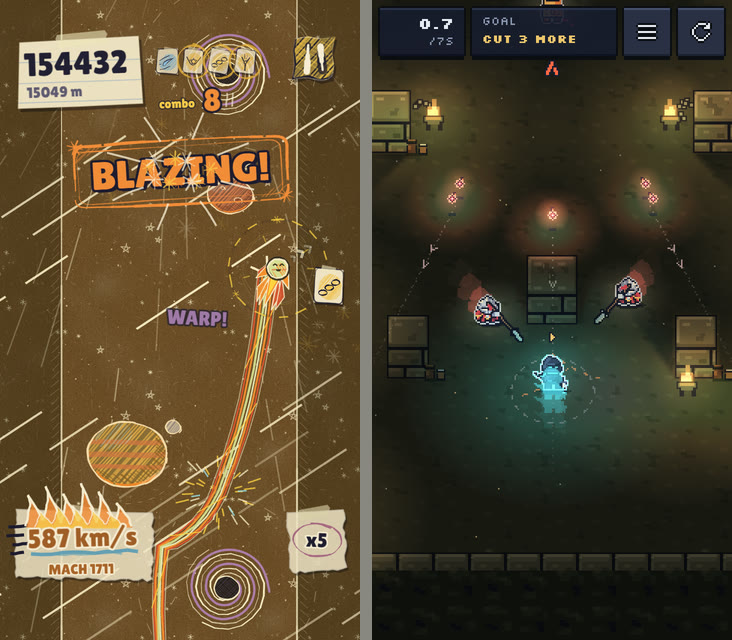 154432
15049 m
combo 8
BLAZING!
WARP!
587 km/s
MACH 1711
x5
0.7
/75
GOAL
CUT 3 MORE